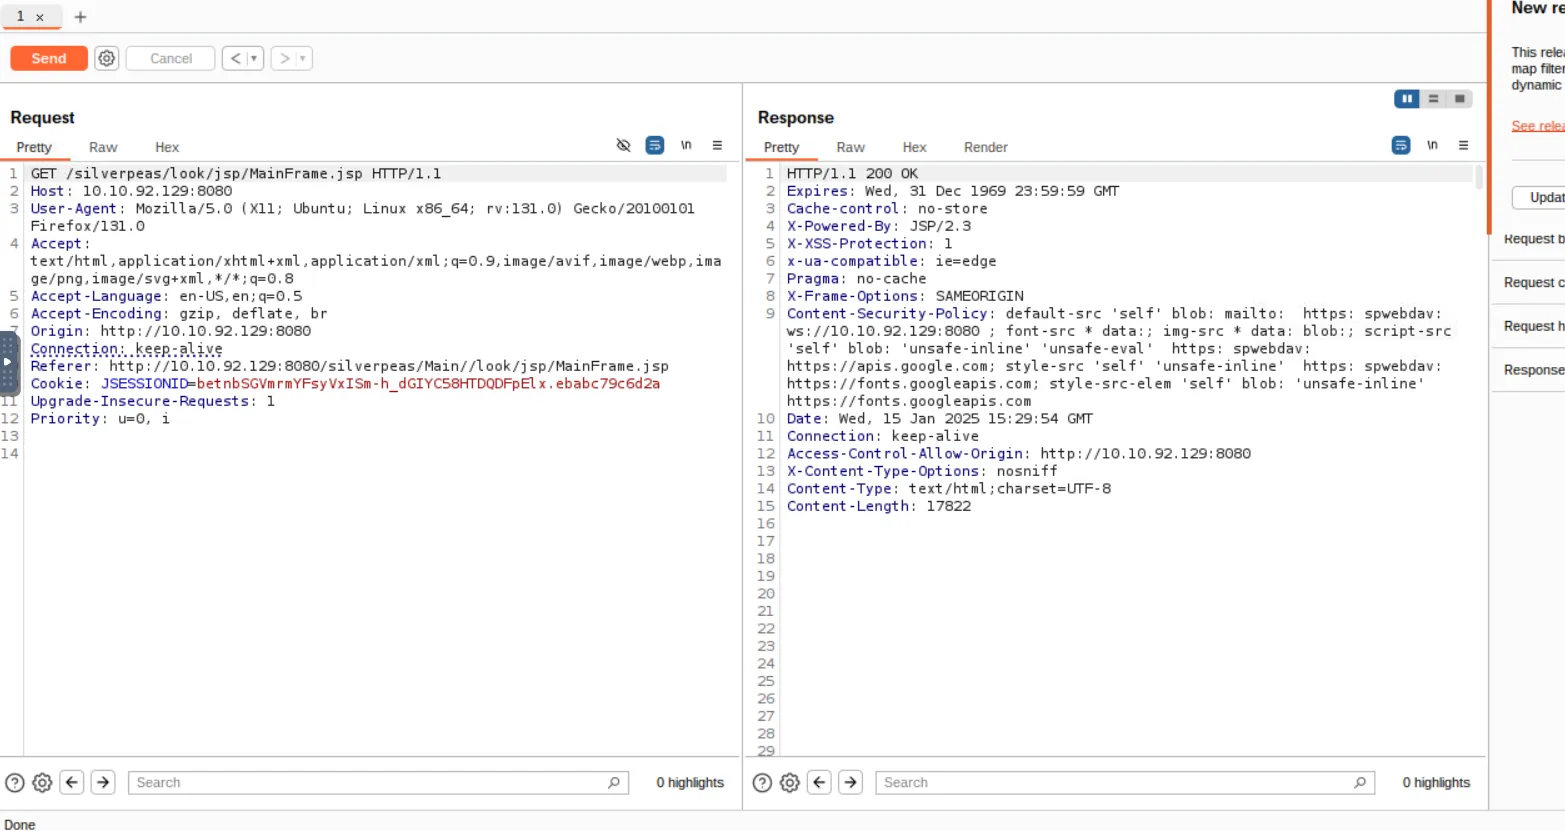 1 ×  +
Send  Cancel  <  ▾  >  ▾
Request
Pretty  Raw  Hex  \n
1 GET /silverpeas/look/jsp/MainFrame.jsp HTTP/1.1
2 Host: 10.10.92.129:8080
3 User-Agent: Mozilla/5.0 (X11; Ubuntu; Linux x86_64; rv:131.0) Gecko/20100101
Firefox/131.0
4 Accept:
text/html,application/xhtml+xml,application/xml;q=0.9,image/avif,image/webp,ima
ge/png,image/svg+xml,*/*;q=0.8
5 Accept-Language: en-US,en;q=0.5
6 Accept-Encoding: gzip, deflate, br
7 Origin: http://10.10.92.129:8080
Connection: keep-alive
Referer: http://10.10.92.129:8080/silverpeas/Main//look/jsp/MainFrame.jsp
Cookie: JSESSIONID=betnbSGVmrmYFsyVxISm-h_dGIYC58HTDQDFpElx.ebabc79c6d2a
11 Upgrade-Insecure-Requests: 1
12 Priority: u=0, i
13
14
Search
0 highlights
Response
Pretty  Raw  Hex  Render  \n
1 HTTP/1.1 200 OK
2 Expires: Wed, 31 Dec 1969 23:59:59 GMT
3 Cache-control: no-store
4 X-Powered-By: JSP/2.3
5 X-XSS-Protection: 1
6 x-ua-compatible: ie=edge
7 Pragma: no-cache
8 X-Frame-Options: SAMEORIGIN
9 Content-Security-Policy: default-src 'self' blob: mailto:  https: spwebdav:
ws://10.10.92.129:8080 ; font-src * data:; img-src * data: blob:; script-src
'self' blob: 'unsafe-inline' 'unsafe-eval'  https: spwebdav:
https://apis.google.com; style-src 'self' 'unsafe-inline'  https: spwebdav:
https://fonts.googleapis.com; style-src-elem 'self' blob: 'unsafe-inline'
https://fonts.googleapis.com
10 Date: Wed, 15 Jan 2025 15:29:54 GMT
11 Connection: keep-alive
12 Access-Control-Allow-Origin: http://10.10.92.129:8080
13 X-Content-Type-Options: nosniff
14 Content-Type: text/html;charset=UTF-8
15 Content-Length: 17822
16
17
18
19
20
21
22
23
24
25
26
27
28
29
Search
0 highlights
New re
This relea
map filter
dynamic
See relea
Updat
Request b
Request c
Request h
Response
Done